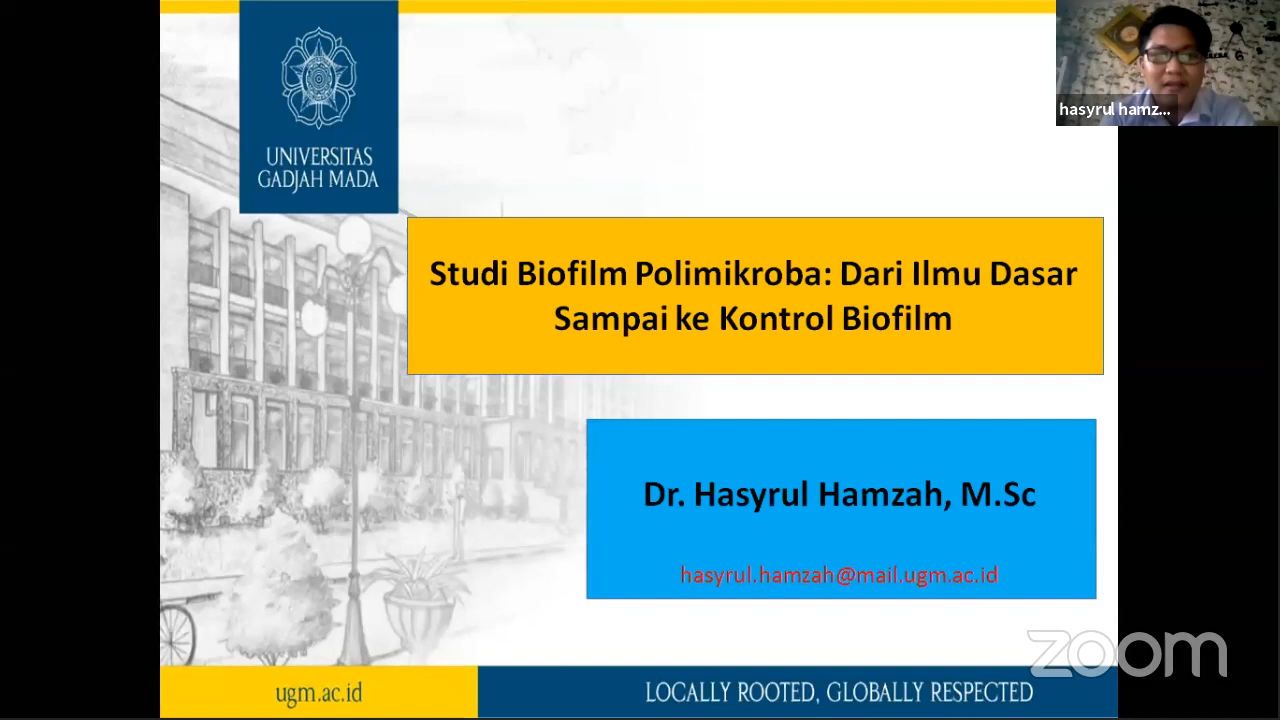 UNIVERSITAS
GADJAH MADA
hasyrul hamz...
Studi Biofilm Polimikroba: Dari Ilmu Dasar
Sampai ke Kontrol Biofilm
Dr. Hasyrul Hamzah, M.Sc
hasyrul.hamzah@mail.ugm.ac.id
zoom
ugm.ac.id
LOCALLY ROOTED, GLOBALLY RESPECTED